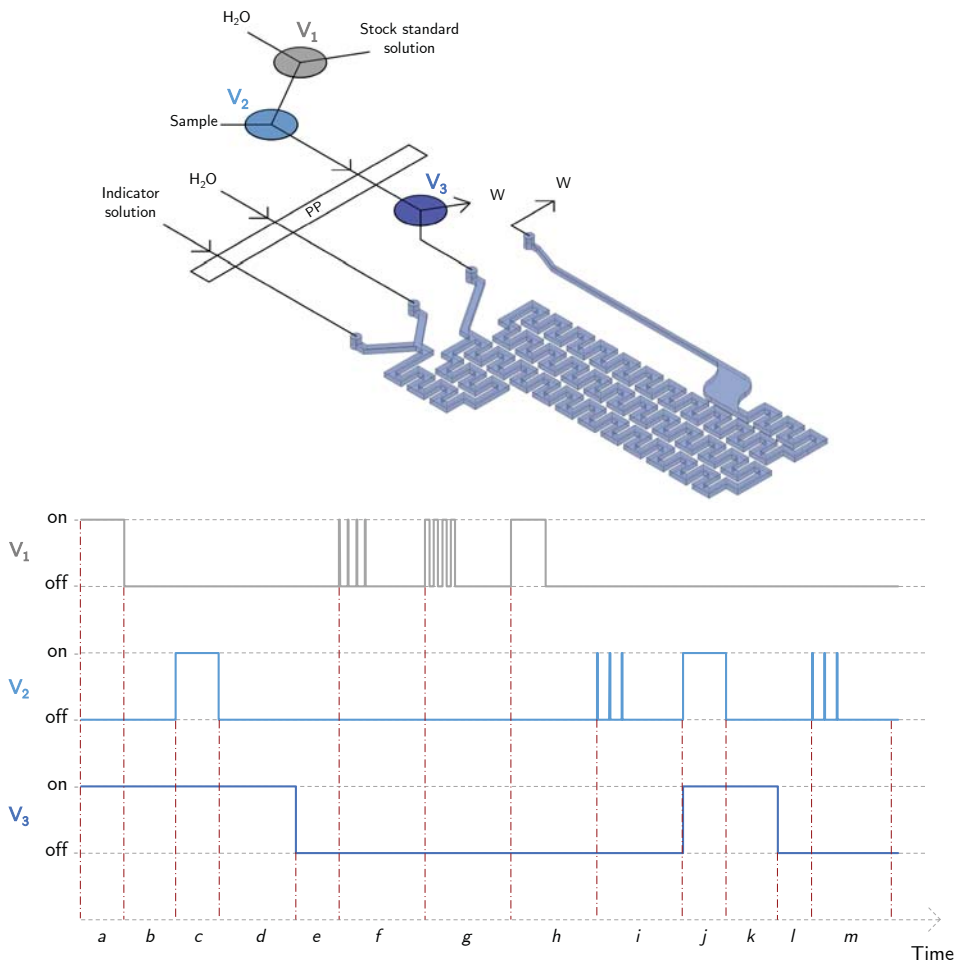 H₂O
V₁
Stock standard
solution
V₂
Sample
H₂O
V₃
W
W
Indicator
solution
PP
on
V₁
off
on
V₂
off
on
V₃
off
a b c d e f g h i j k l m
Time